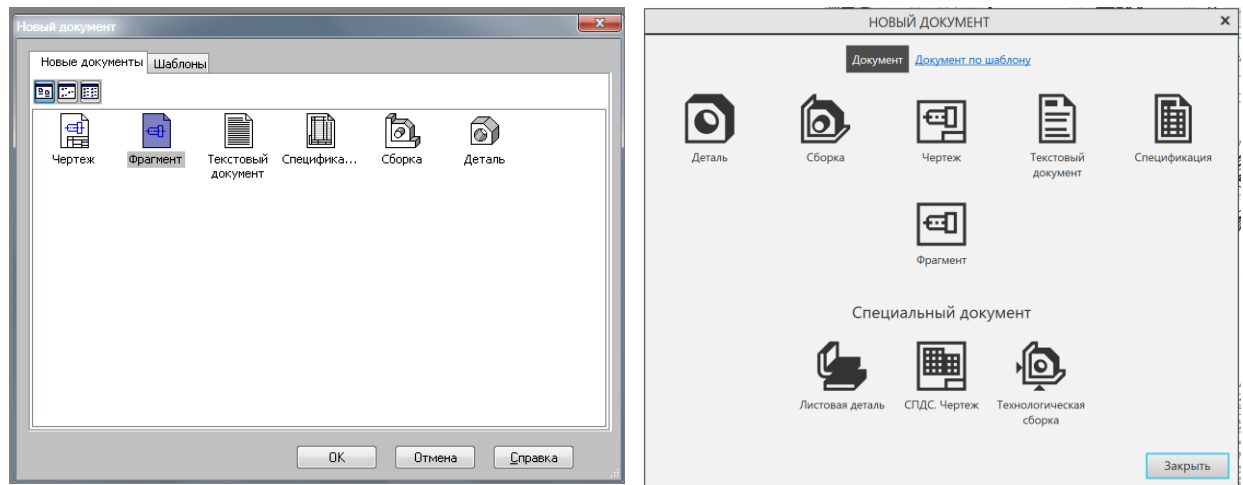 Новый документ
Новые документы Шаблоны
Чертеж Фрагмент Текстовый документ Специфика... Сборка Деталь
OK Отмена Справка
НОВЫЙ ДОКУМЕНТ
Документ Документ по шаблону
Деталь Сборка Чертеж Текстовый документ Спецификация
Фрагмент
Специальный документ
Листовая деталь СПДС. Чертеж Технологическая сборка
Закрыть